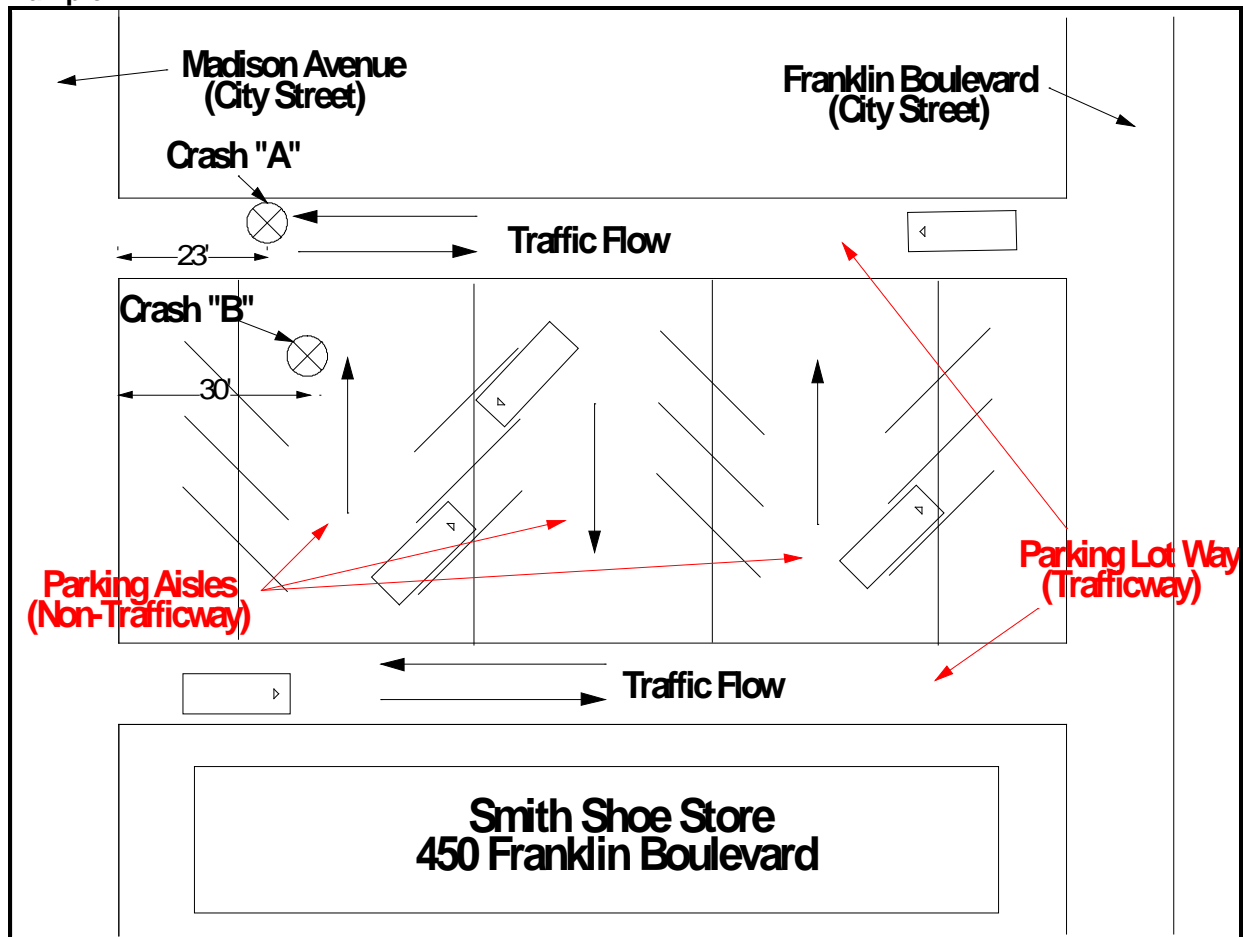 Madison Avenue
(City Street)
Franklin Boulevard
(City Street)
Crash "A"
Traffic Flow
23'
Crash "B"
30'
Parking Aisles
(Non-Trafficway)
Parking Lot Way
(Trafficway)
Traffic Flow
Smith Shoe Store
450 Franklin Boulevard